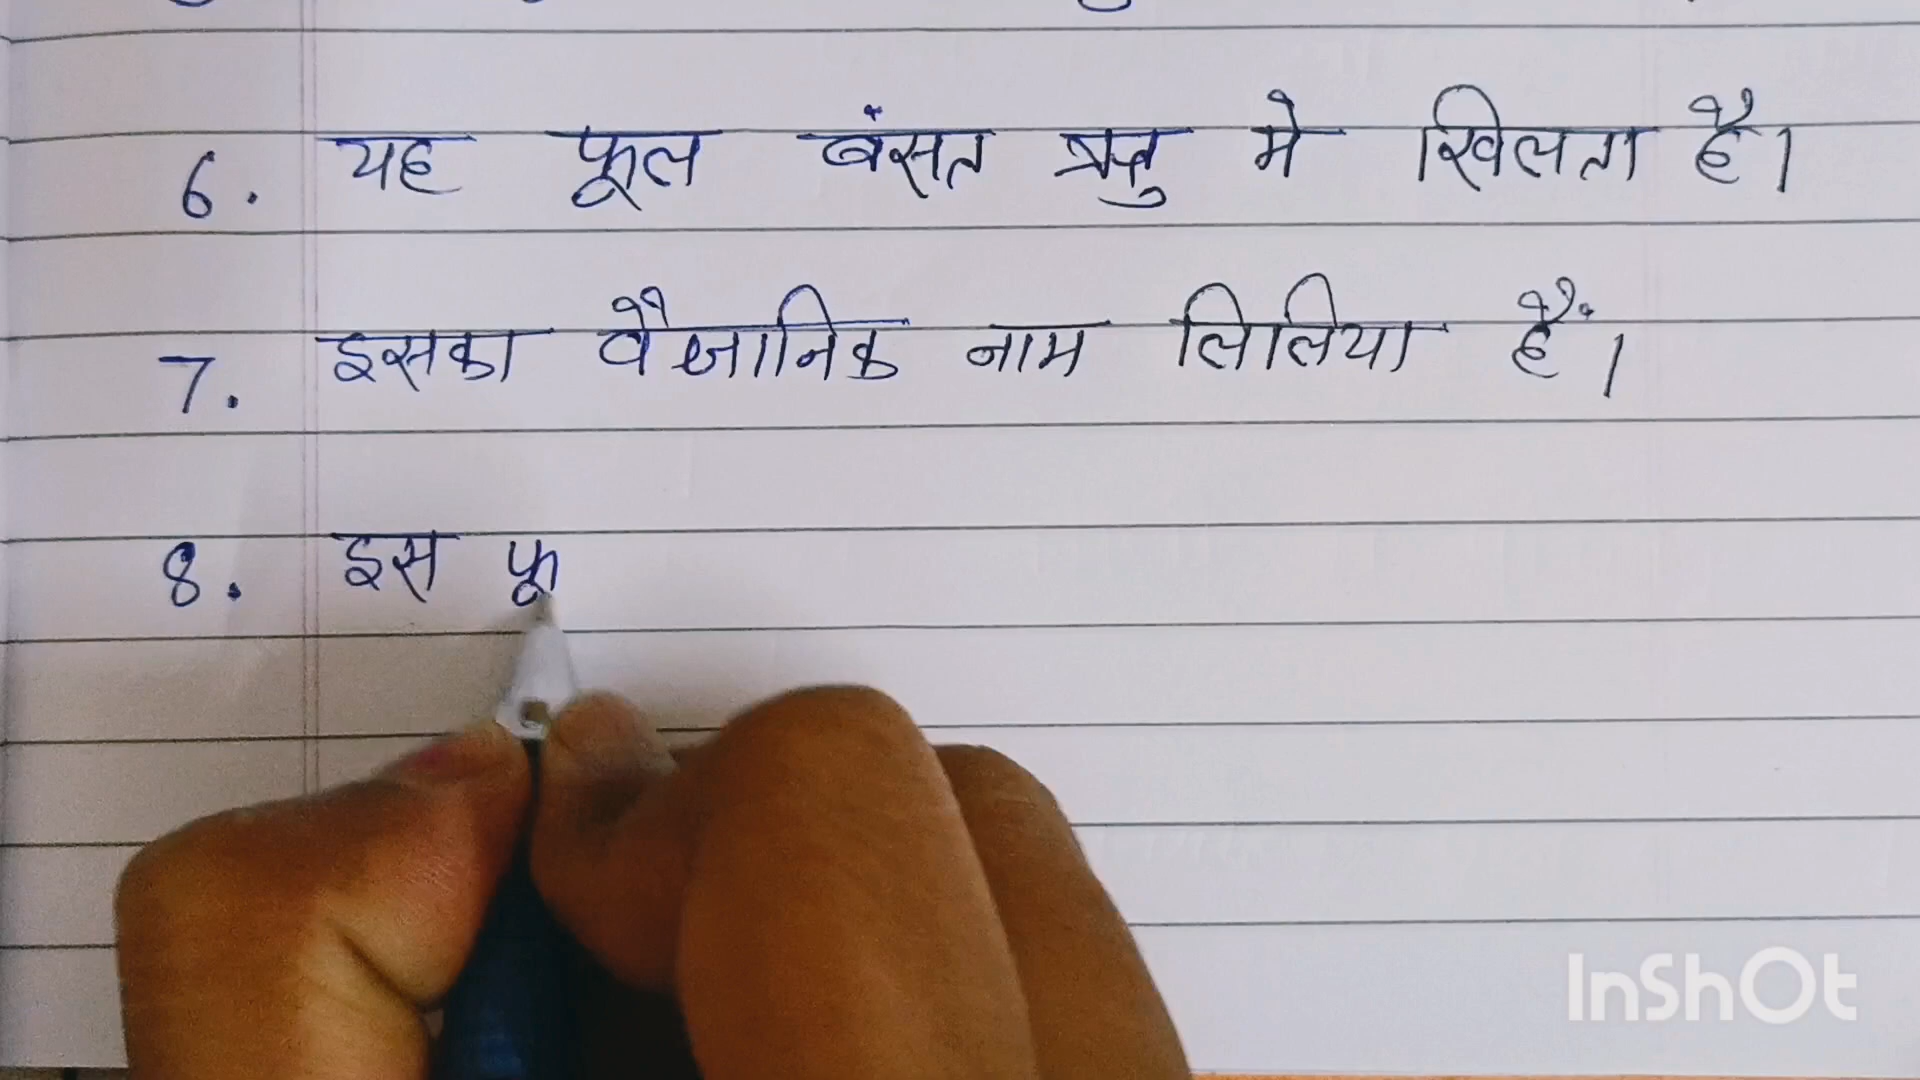 6. यह फूल बंसत ऋतु मे खिलता है।
7. इसका वैज्ञानिक नाम लिलिया हैं।
8. इस फू
InShOt